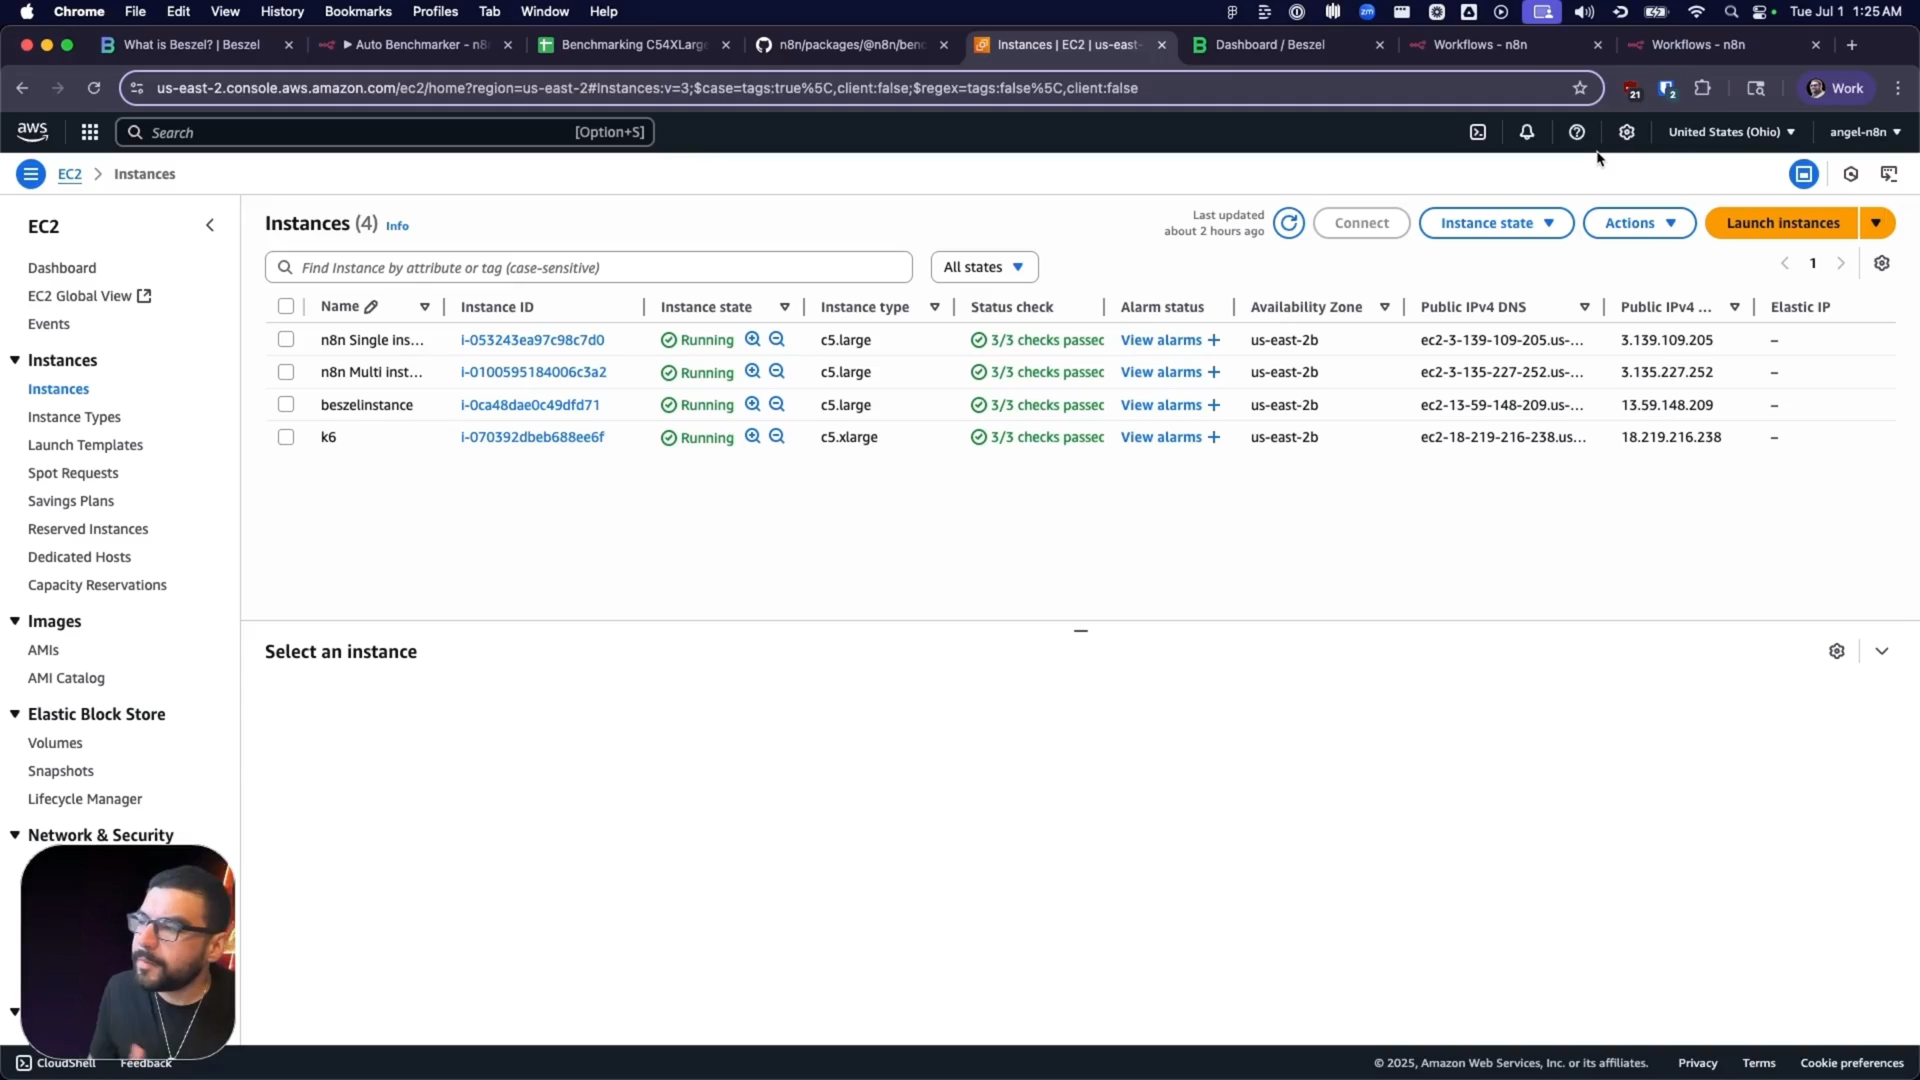 Chrome File Edit View History Bookmarks Profiles Tab Window Help zm Tue Jul 1 1:25 AM
What is Beszel? | Beszel Auto Benchmarker - n8 Benchmarking C54XLarge n8n/packages/@n8n/benc Instances | EC2 | us-east- Dashboard / Beszel Workflows - n8n Workflows - n8n
us-east-2.console.aws.amazon.com/ec2/home?region=us-east-2#Instances:v=3;$case=tags:true%5C,client:false;$regex=tags:false%5C,client:false 21 2 Work
aws Search [Option+S] United States (Ohio) angel-n8n
EC2 > Instances
EC2
Dashboard
EC2 Global View
Events
Instances
Instances
Instance Types
Launch Templates
Spot Requests
Savings Plans
Reserved Instances
Dedicated Hosts
Capacity Reservations
Images
AMIs
AMI Catalog
Elastic Block Store
Volumes
Snapshots
Lifecycle Manager
Network & Security
Instances (4) Info Last updated about 2 hours ago Connect Instance state Actions Launch instances
Find Instance by attribute or tag (case-sensitive) All states 1
Name Instance ID Instance state Instance type Status check Alarm status Availability Zone Public IPv4 DNS Public IPv4 ... Elastic IP
n8n Single ins... i-053243ea97c98c7d0 Running c5.large 3/3 checks passec View alarms + us-east-2b ec2-3-139-109-205.us-... 3.139.109.205 –
n8n Multi inst... i-0100595184006c3a2 Running c5.large 3/3 checks passec View alarms + us-east-2b ec2-3-135-227-252.us-... 3.135.227.252 –
beszelinstance i-0ca48dae0c49dfd71 Running c5.large 3/3 checks passec View alarms + us-east-2b ec2-13-59-148-209.us-... 13.59.148.209 –
k6 i-070392dbeb688ee6f Running c5.xlarge 3/3 checks passec View alarms + us-east-2b ec2-18-219-216-238.us... 18.219.216.238 –
Select an instance
CloudShell Feedback © 2025, Amazon Web Services, Inc. or its affiliates. Privacy Terms Cookie preferences